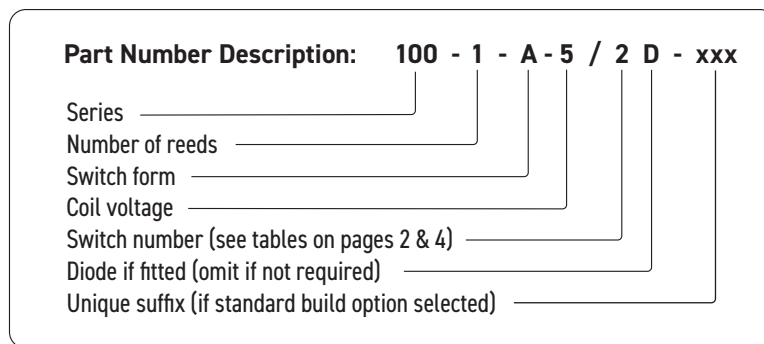 Part Number Description: 100 - 1 - A - 5 / 2 D - xxx
Series
Number of reeds
Switch form
Coil voltage
Switch number (see tables on pages 2 & 4)
Diode if fitted (omit if not required)
Unique suffix (if standard build option selected)